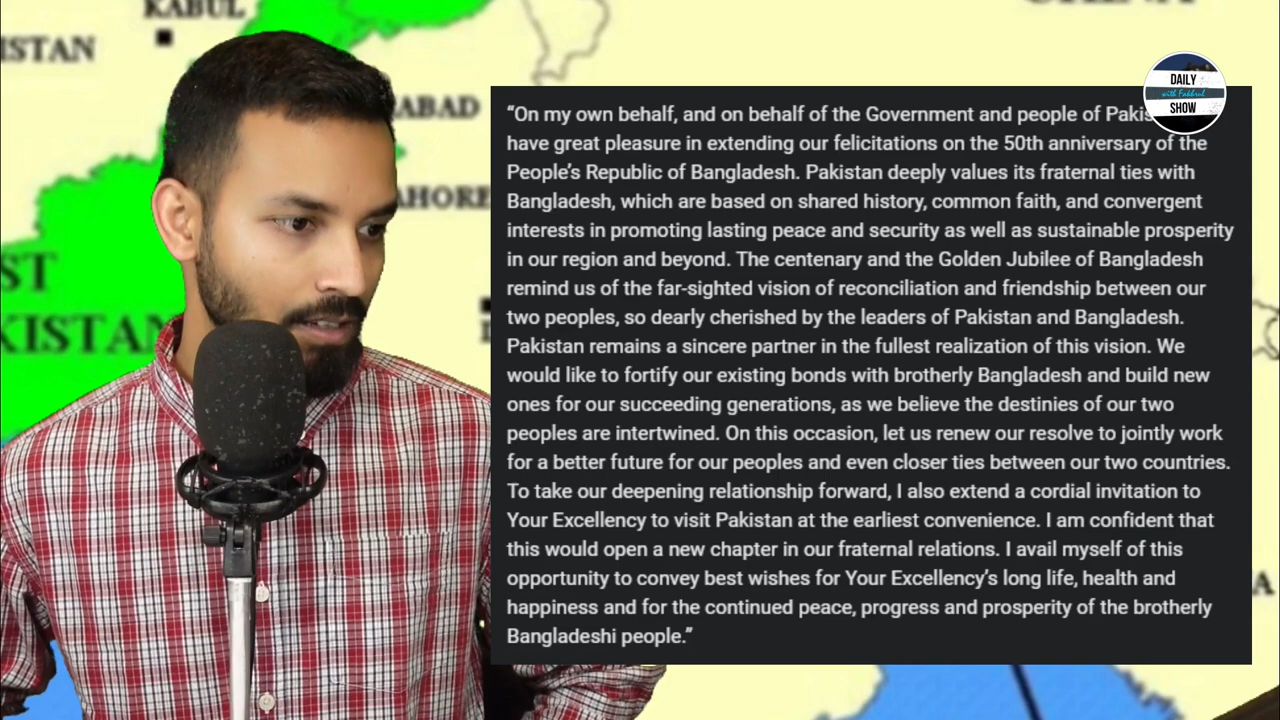 KABUL
ISTAN
ABAD
AHORE
ST
KISTAN
DAILY
with Fakhrul
SHOW
“On my own behalf, and on behalf of the Government and people of
have great pleasure in extending our felicitations on the 50th anniversary of the
People’s Republic of Bangladesh. Pakistan deeply values its fraternal ties with
Bangladesh, which are based on shared history, common faith, and convergent
interests in promoting lasting peace and security as well as sustainable prosperity
in our region and beyond. The centenary and the Golden Jubilee of Bangladesh
remind us of the far-sighted vision of reconciliation and friendship between our
two peoples, so dearly cherished by the leaders of Pakistan and Bangladesh.
Pakistan remains a sincere partner in the fullest realization of this vision. We
would like to fortify our existing bonds with brotherly Bangladesh and build new
ones for our succeeding generations, as we believe the destinies of our two
peoples are intertwined. On this occasion, let us renew our resolve to jointly work
for a better future for our peoples and even closer ties between our two countries.
To take our deepening relationship forward, I also extend a cordial invitation to
Your Excellency to visit Pakistan at the earliest convenience. I am confident that
this would open a new chapter in our fraternal relations. I avail myself of this
opportunity to convey best wishes for Your Excellency’s long life, health and
happiness and for the continued peace, progress and prosperity of the brotherly
Bangladeshi people.”